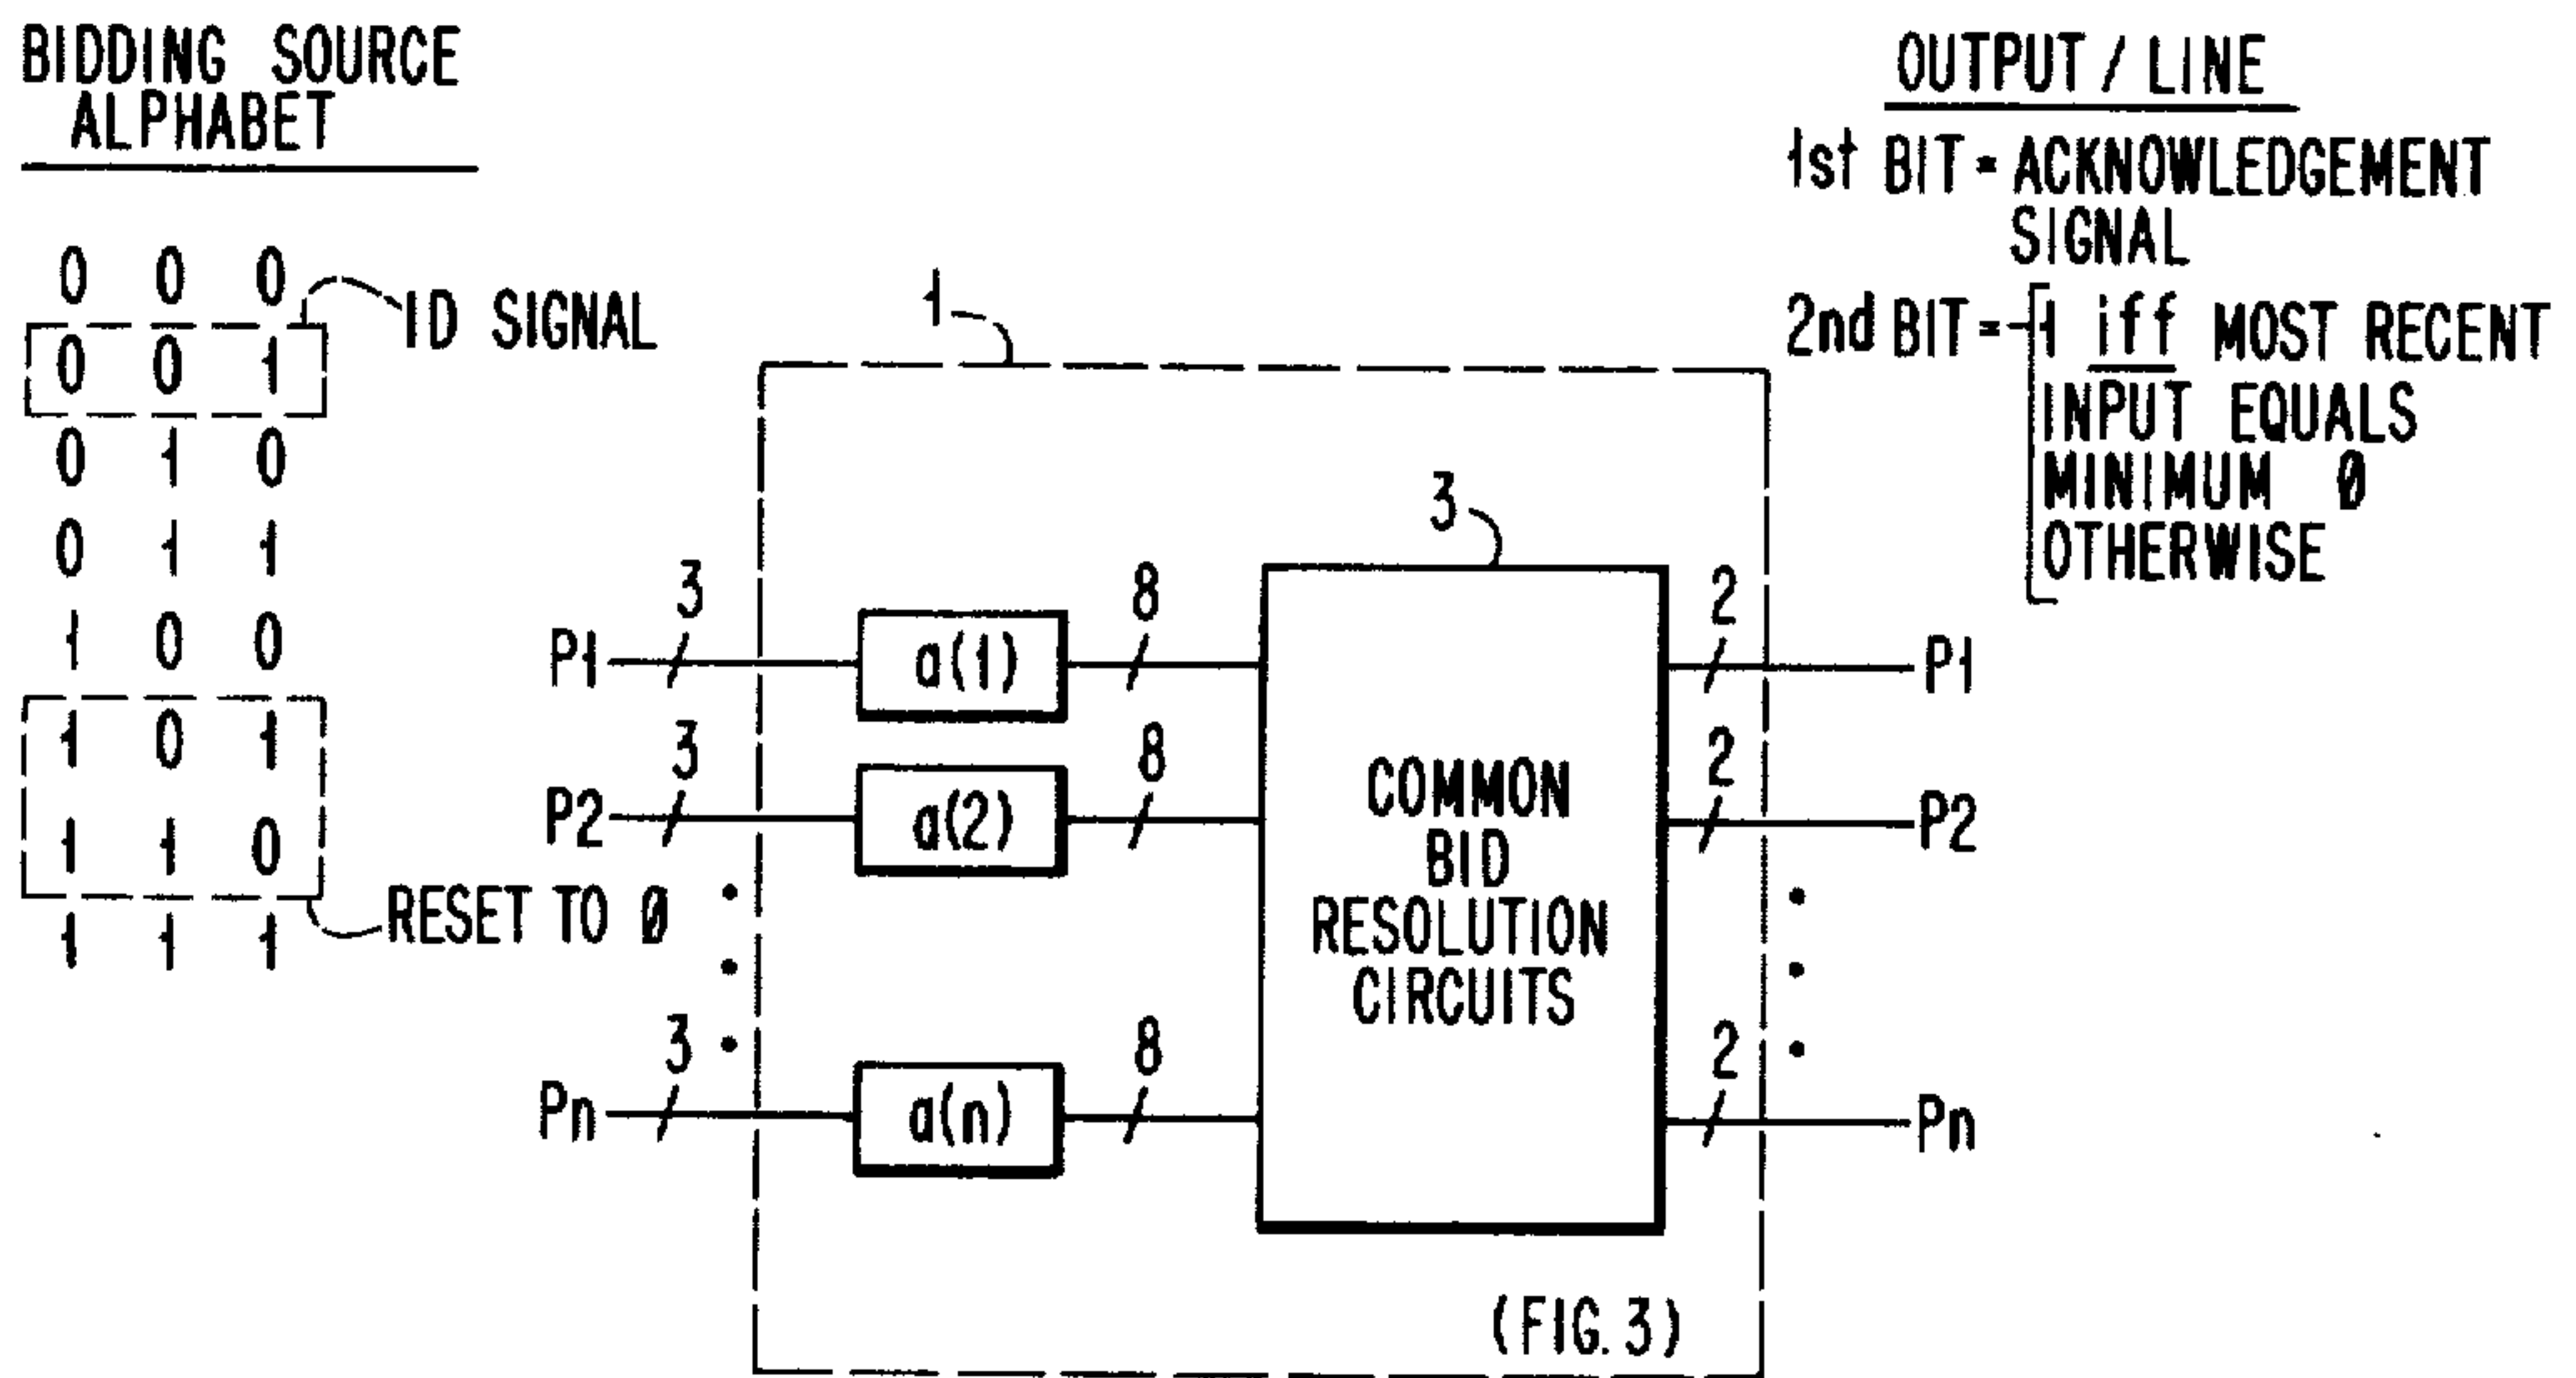 BIDDING SOURCE
ALPHABET
0 0 0
ID SIGNAL
0 0 1
0 1 0
0 1 1
1 0 0
1 0 1
1 1 0
RESET TO 0
1 1 1
OUTPUT / LINE
1st BIT = ACKNOWLEDGEMENT
SIGNAL
2nd BIT = 1 iff MOST RECENT
INPUT EQUALS
MINIMUM 0
OTHERWISE
1
3
P1 3 a(1) 8 2 P1
P2 3 a(2) 8 2 P2
COMMON
BID
RESOLUTION
CIRCUITS
Pn 3 a(n) 8 2 Pn
(FIG. 3)